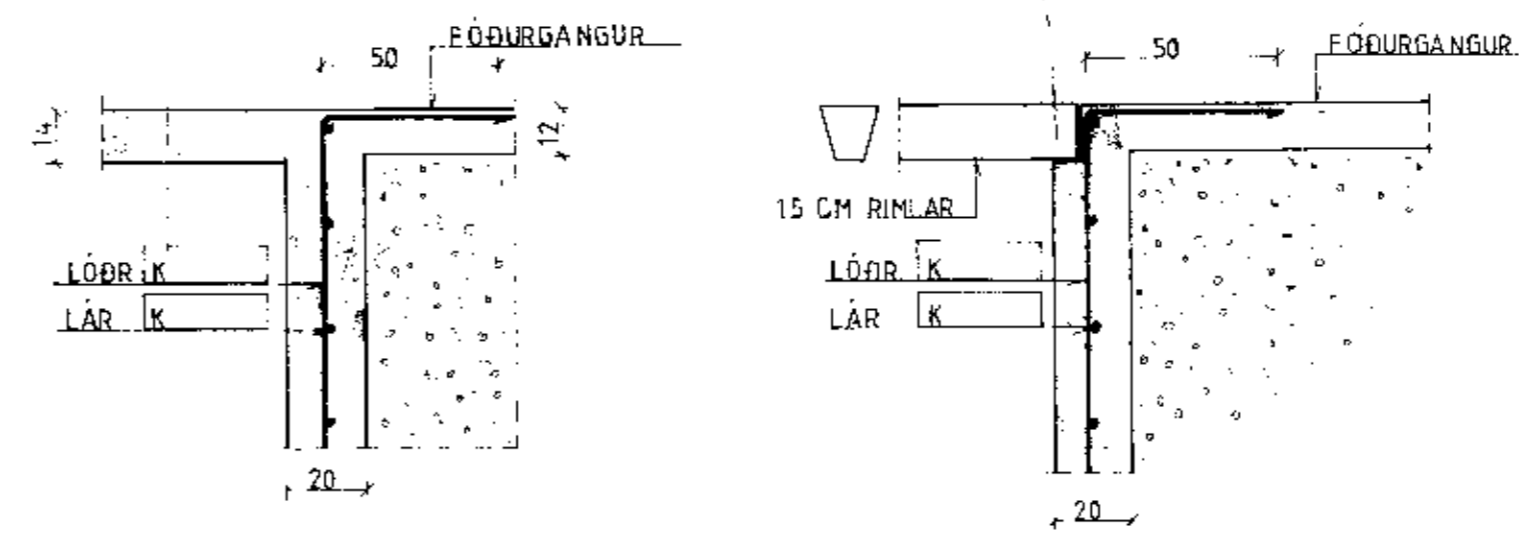 50
FÓÐURGANGUR
14
12
LÓÐR. K
LÁR K
20
50
FÓÐURGANGUR
15 CM RIMLAR
LÓÐR. K
LÁR K
20